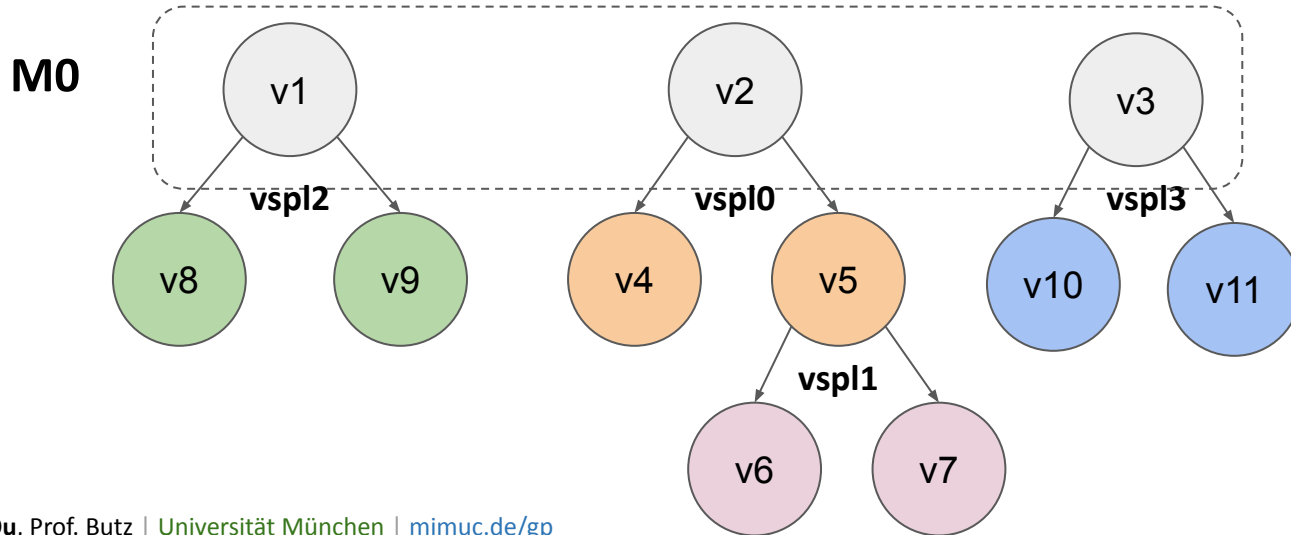 M0
v1
v2
v3
vspl2
vspl0
vspl3
v8
v9
v4
v5
v10
v11
vspl1
v6
v7
u, Prof. Butz | Universität München | mimuc.de/gp